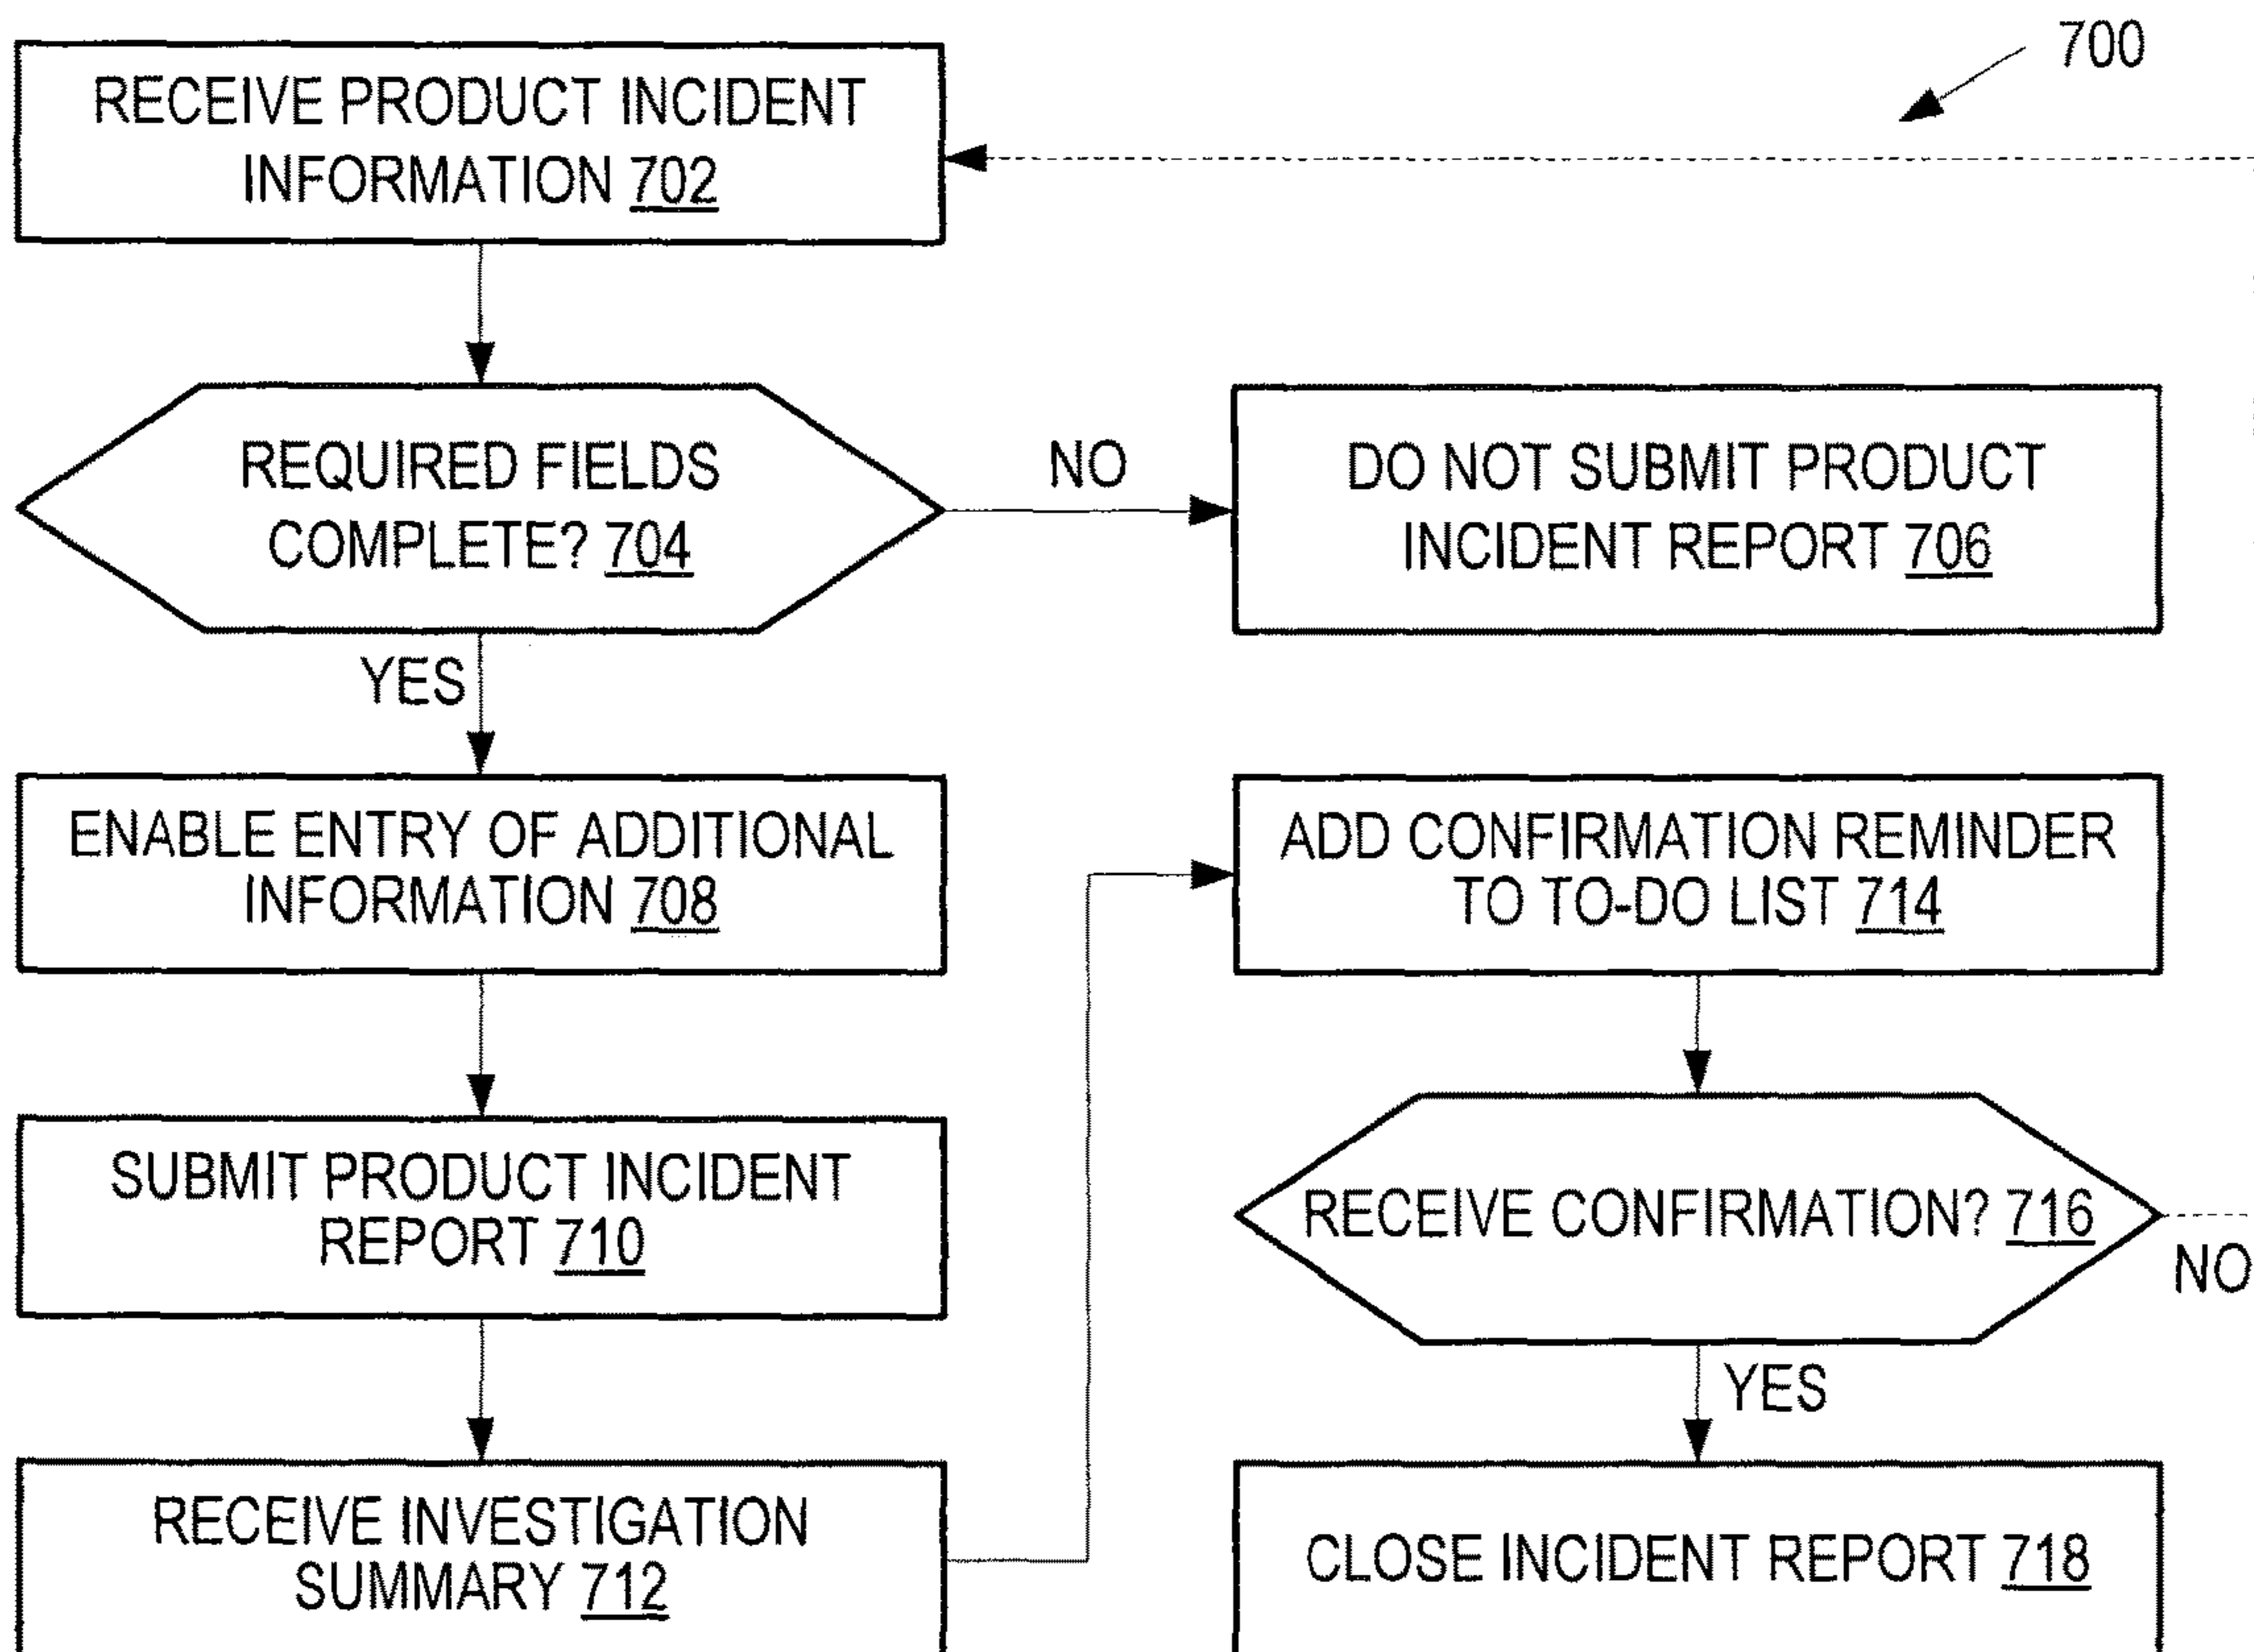 700
RECEIVE PRODUCT INCIDENT
INFORMATION 702
REQUIRED FIELDS
COMPLETE? 704
NO
DO NOT SUBMIT PRODUCT
INCIDENT REPORT 706
YES
ENABLE ENTRY OF ADDITIONAL
INFORMATION 708
SUBMIT PRODUCT INCIDENT
REPORT 710
RECEIVE INVESTIGATION
SUMMARY 712
ADD CONFIRMATION REMINDER
TO TO-DO LIST 714
RECEIVE CONFIRMATION? 716
NO
YES
CLOSE INCIDENT REPORT 718